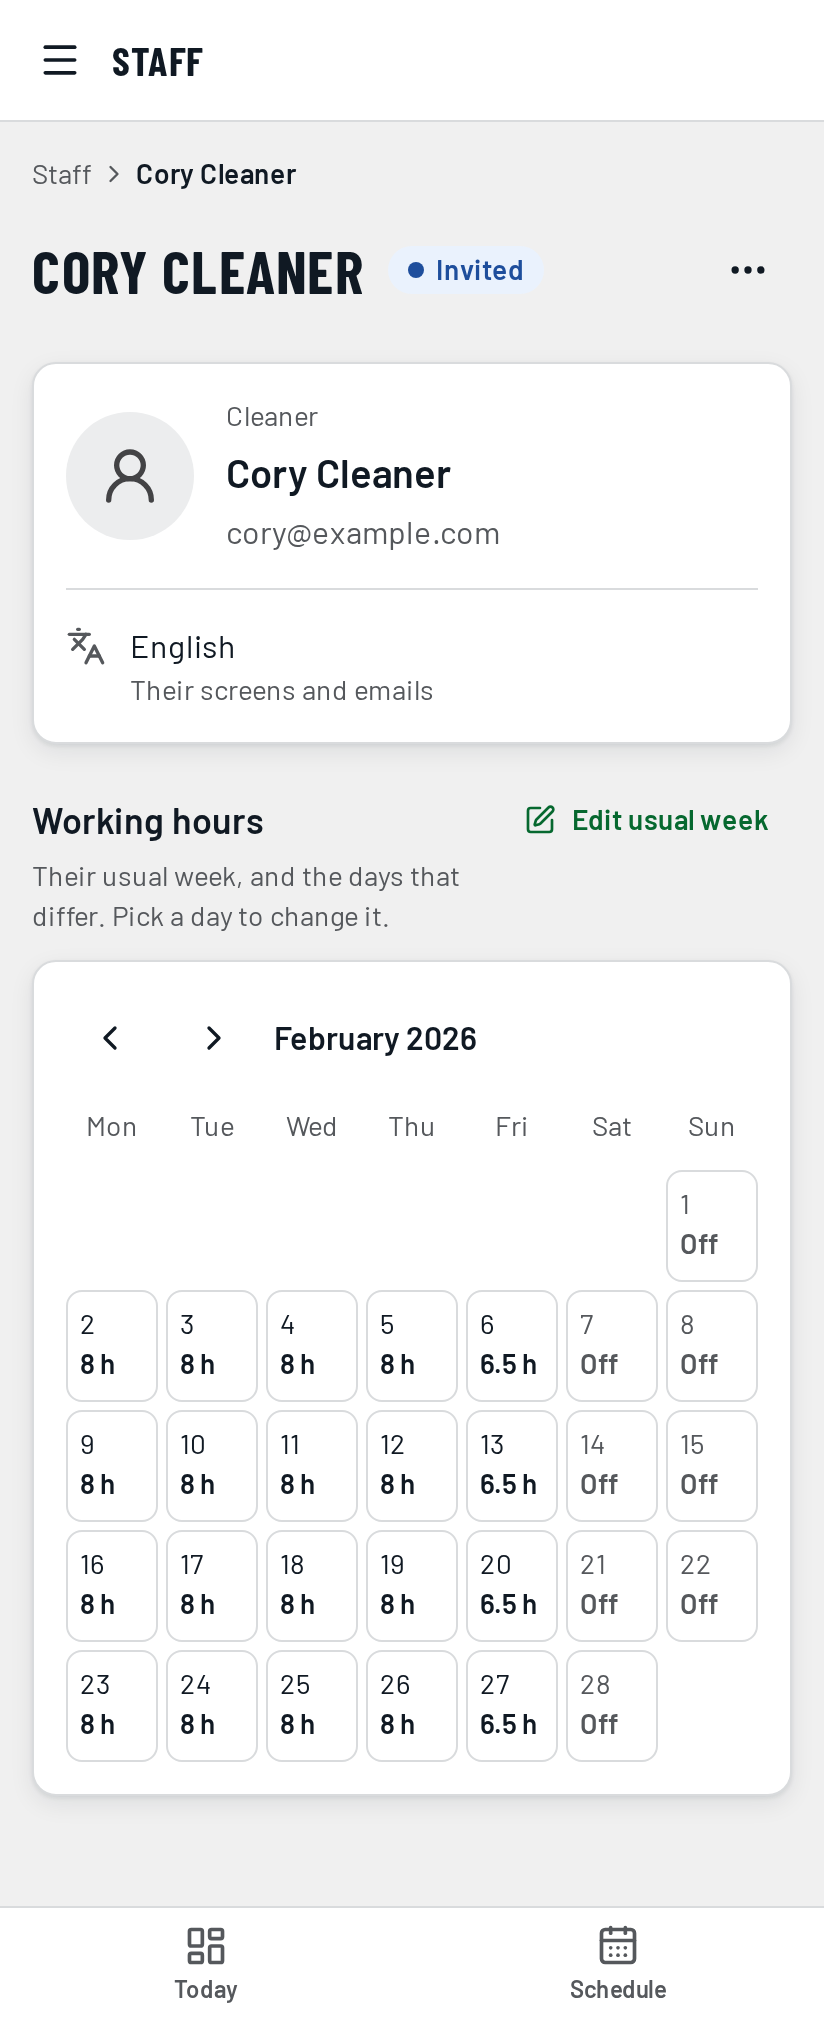 STAFF
Staff > Cory Cleaner
CORY CLEANER
Invited
Cleaner
Cory Cleaner
cory@example.com
English
Their screens and emails
Working hours
Edit usual week
Their usual week, and the days that
differ. Pick a day to change it.
February 2026
Mon Tue Wed Thu Fri Sat Sun
1
Off
2 3 4 5 6 7 8
8 h 8 h 8 h 8 h 6.5 h Off Off
9 10 11 12 13 14 15
8 h 8 h 8 h 8 h 6.5 h Off Off
16 17 18 19 20 21 22
8 h 8 h 8 h 8 h 6.5 h Off Off
23 24 25 26 27 28
8 h 8 h 8 h 8 h 6.5 h Off
Today Schedule